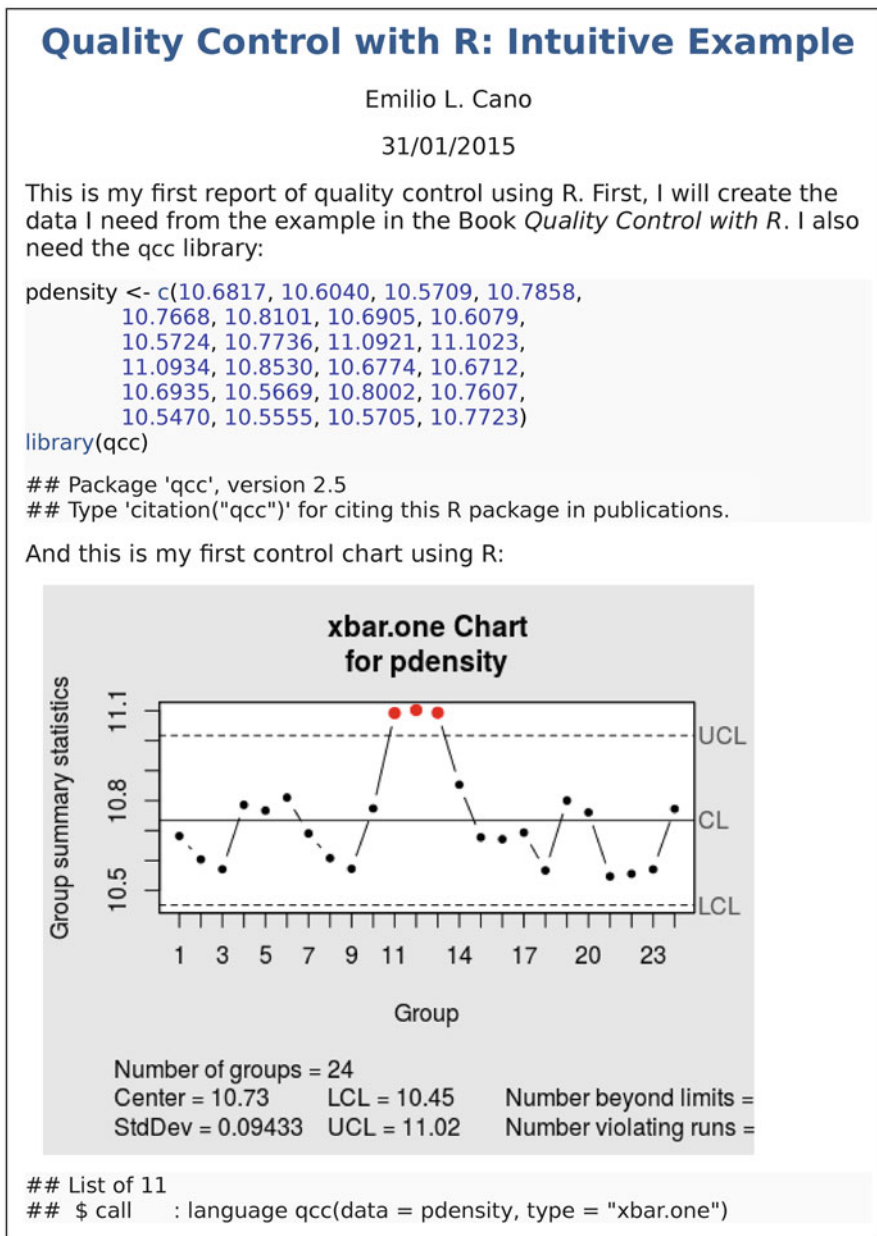 Quality Control with R: Intuitive Example
Emilio L. Cano
31/01/2015
This is my first report of quality control using R. First, I will create the
data I need from the example in the Book Quality Control with R. I also
need the qcc library:
pdensity <- c(10.6817, 10.6040, 10.5709, 10.7858,
10.7668, 10.8101, 10.6905, 10.6079,
10.5724, 10.7736, 11.0921, 11.1023,
11.0934, 10.8530, 10.6774, 10.6712,
10.6935, 10.5669, 10.8002, 10.7607,
10.5470, 10.5555, 10.5705, 10.7723)
library(qcc)
## Package 'qcc', version 2.5
## Type 'citation("qcc")' for citing this R package in publications.
And this is my first control chart using R:
xbar.one Chart
for pdensity
Group summary statistics
11.1
10.8
10.5
UCL
CL
LCL
1 3 5 7 9 11 14 17 20 23
Group
Number of groups = 24
Center = 10.73 LCL = 10.45 Number beyond limits =
StdDev = 0.09433 UCL = 11.02 Number violating runs =
## List of 11
## $ call : language qcc(data = pdensity, type = "xbar.one")